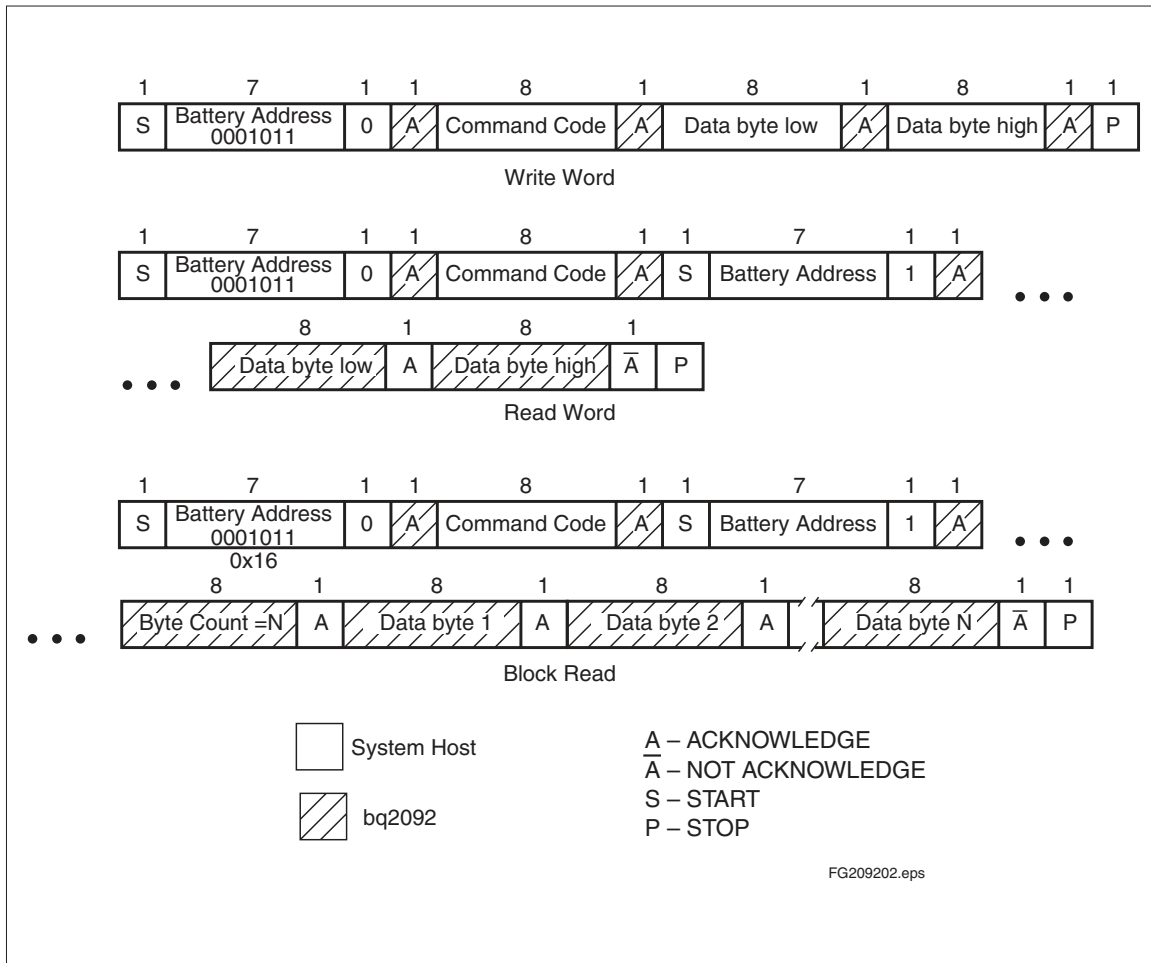 1 7 1 1 8 1 8 1 8 1 1
S Battery Address 0 A Command Code A Data byte low A Data byte high A P
0001011
Write Word
1 7 1 1 8 1 1 7 1 1
S Battery Address 0 A Command Code A S Battery Address 1 A
0001011
• • •
8 1 8 1
• • • Data byte low A Data byte high A̅ P
Read Word
1 7 1 1 8 1 1 7 1 1
S Battery Address 0 A Command Code A S Battery Address 1 A
0001011
• • •
0x16
8 1 8 1 8 1 8 1 1
• • • Byte Count =N A Data byte 1 A Data byte 2 A Data byte N A̅ P
Block Read
System Host
bq2092
A – ACKNOWLEDGE
A̅ – NOT ACKNOWLEDGE
S – START
P – STOP
FG209202.eps